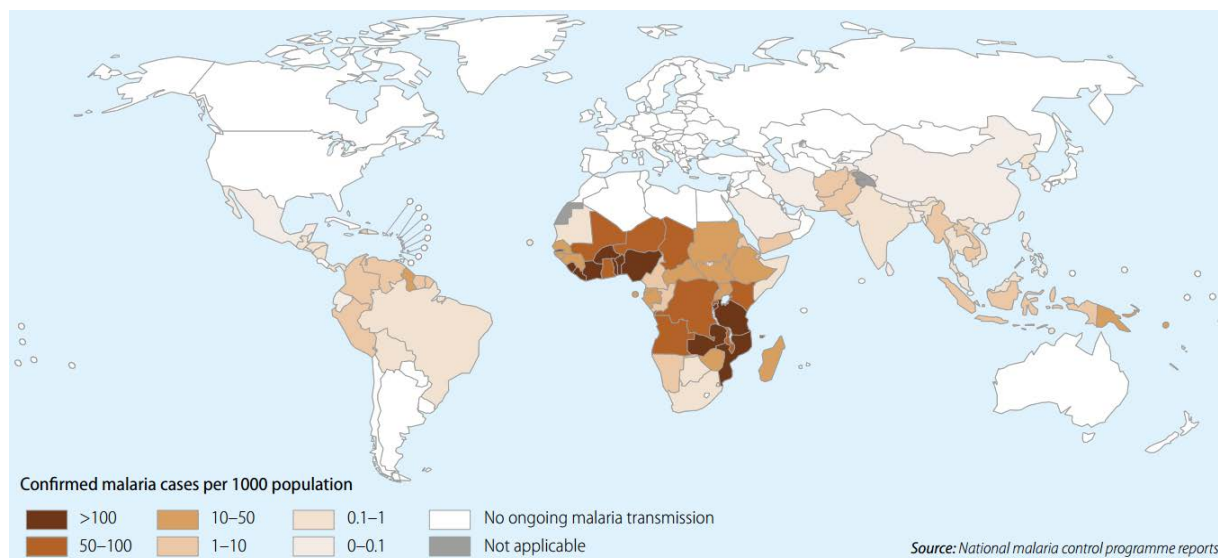 Confirmed malaria cases per 1000 population
>100 10–50 0.1–1 No ongoing malaria transmission
50–100 1–10 0–0.1 Not applicable
Source: National malaria control programme reports